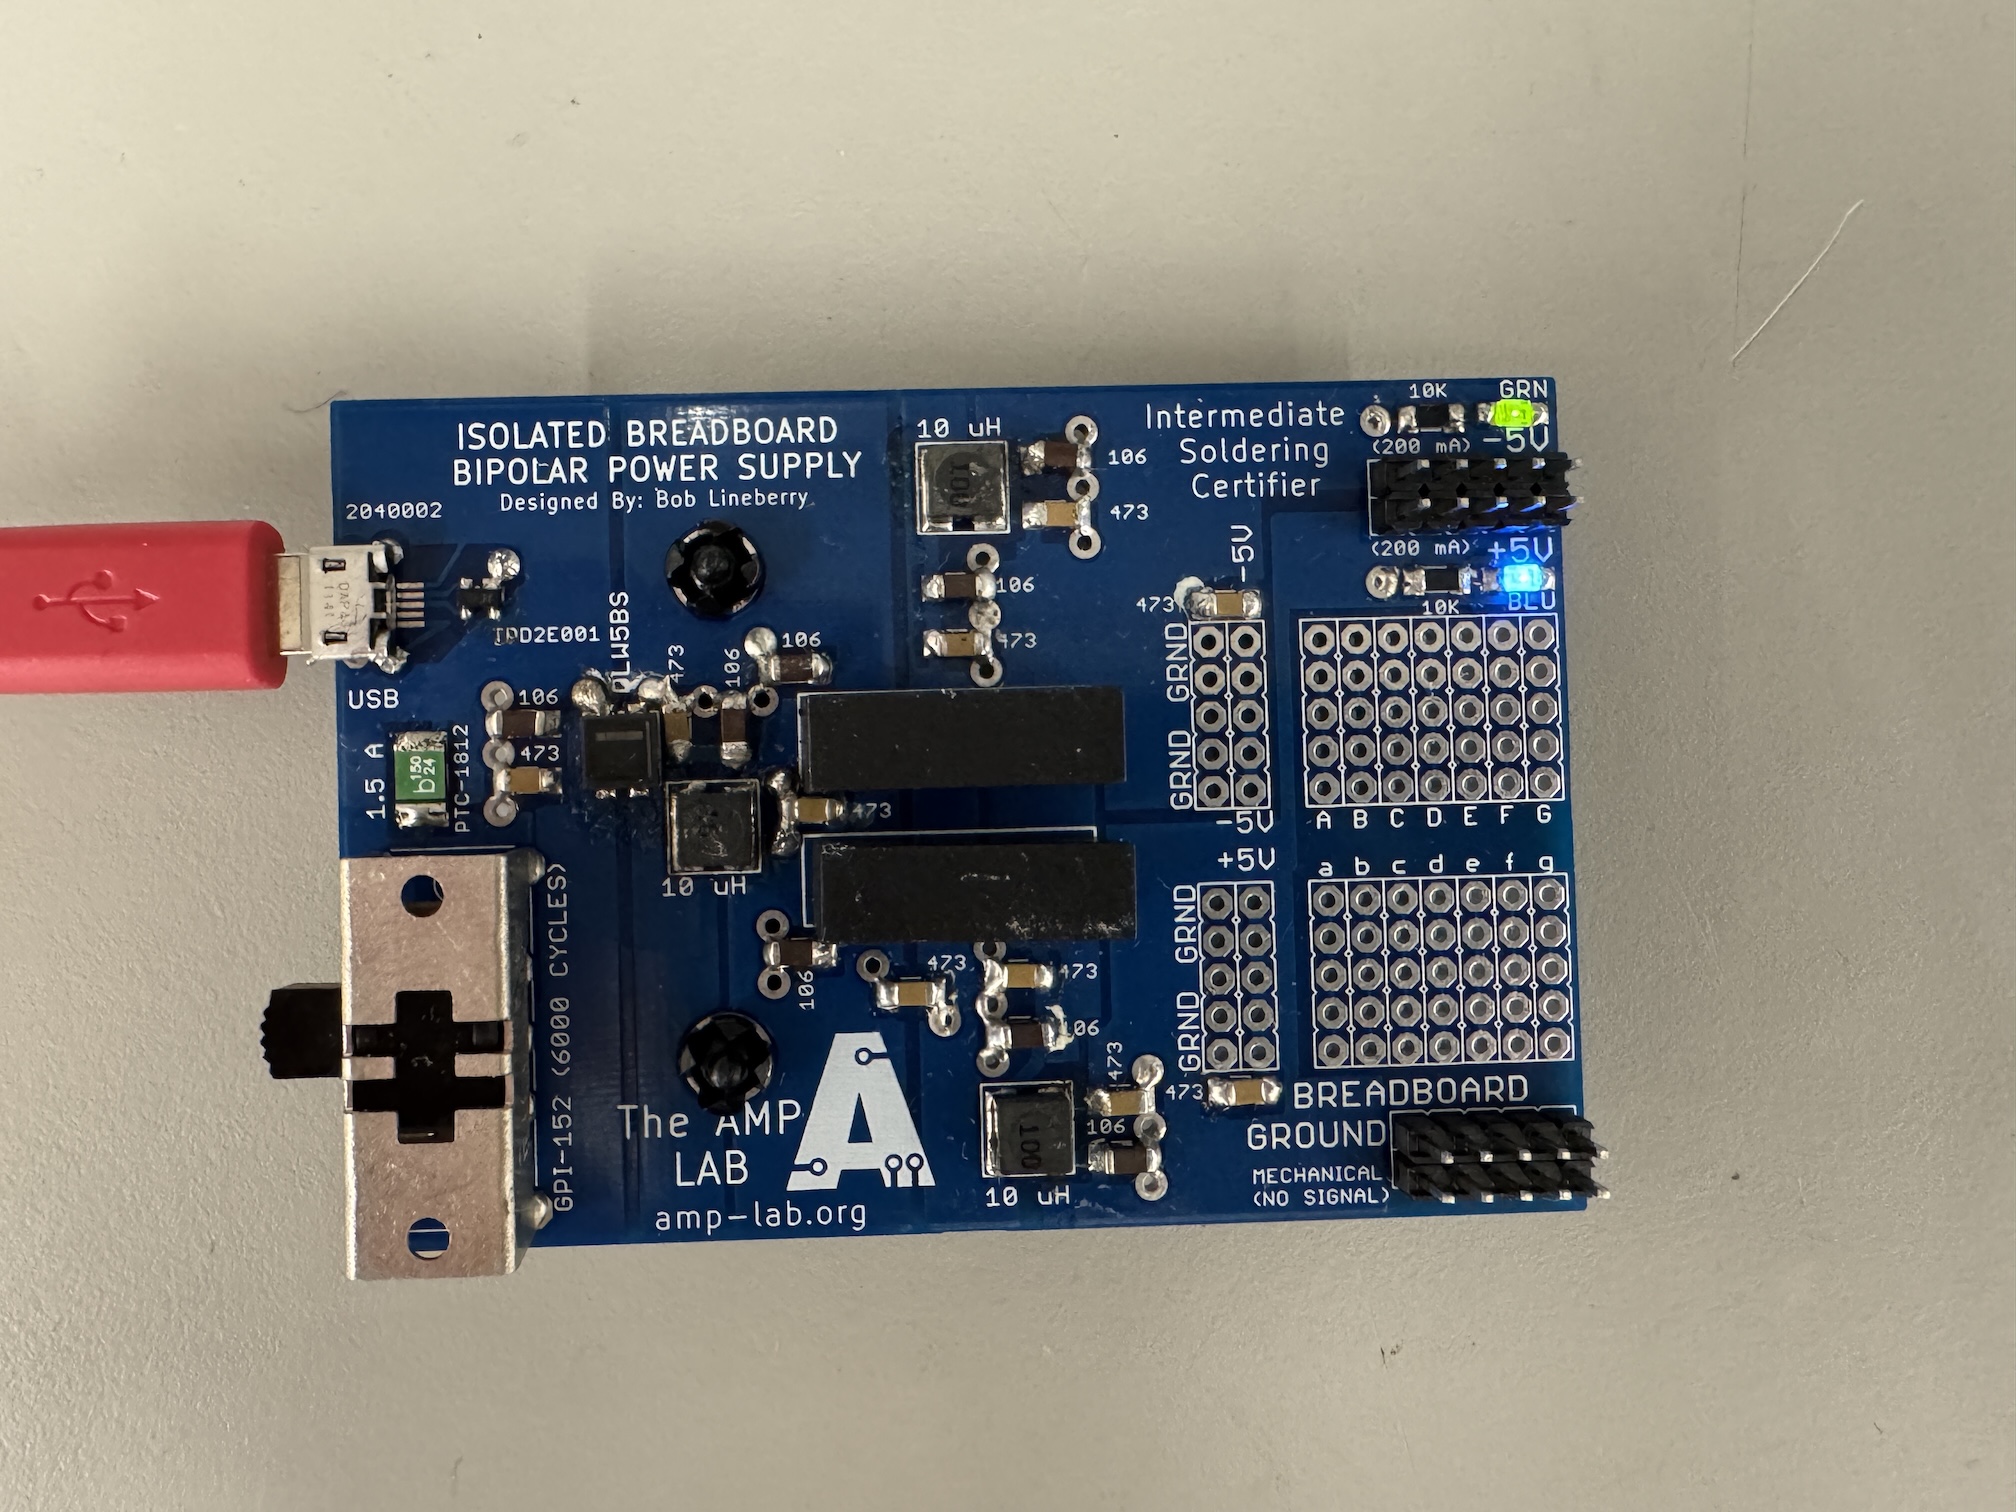 ISOLATED BREADBOARD
BIPOLAR POWER SUPPLY
Designed By: Bob Lineberry
2040002
10 uH
106
473
Intermediate
Soldering
Certifier
10K
GRN
(200 mA)
-5V
(200 mA)
+5V
10K
BLU
106
473
TPD2E001
DLW5BS
USB
106
473
473
106
106
1.5 A
b 150
24
PTC-1812
10 uH
473
473
-5V
GRND
GRND
-5V
A B C D E F G
+5V
a b c d e f g
GRND
GRND
473
106
473
473
106
473
106
100
10 uH
GPI-152 (6000 CYCLES)
The AMP
LAB
amp-lab.org
BREADBOARD
GROUND
MECHANICAL
(NO SIGNAL)